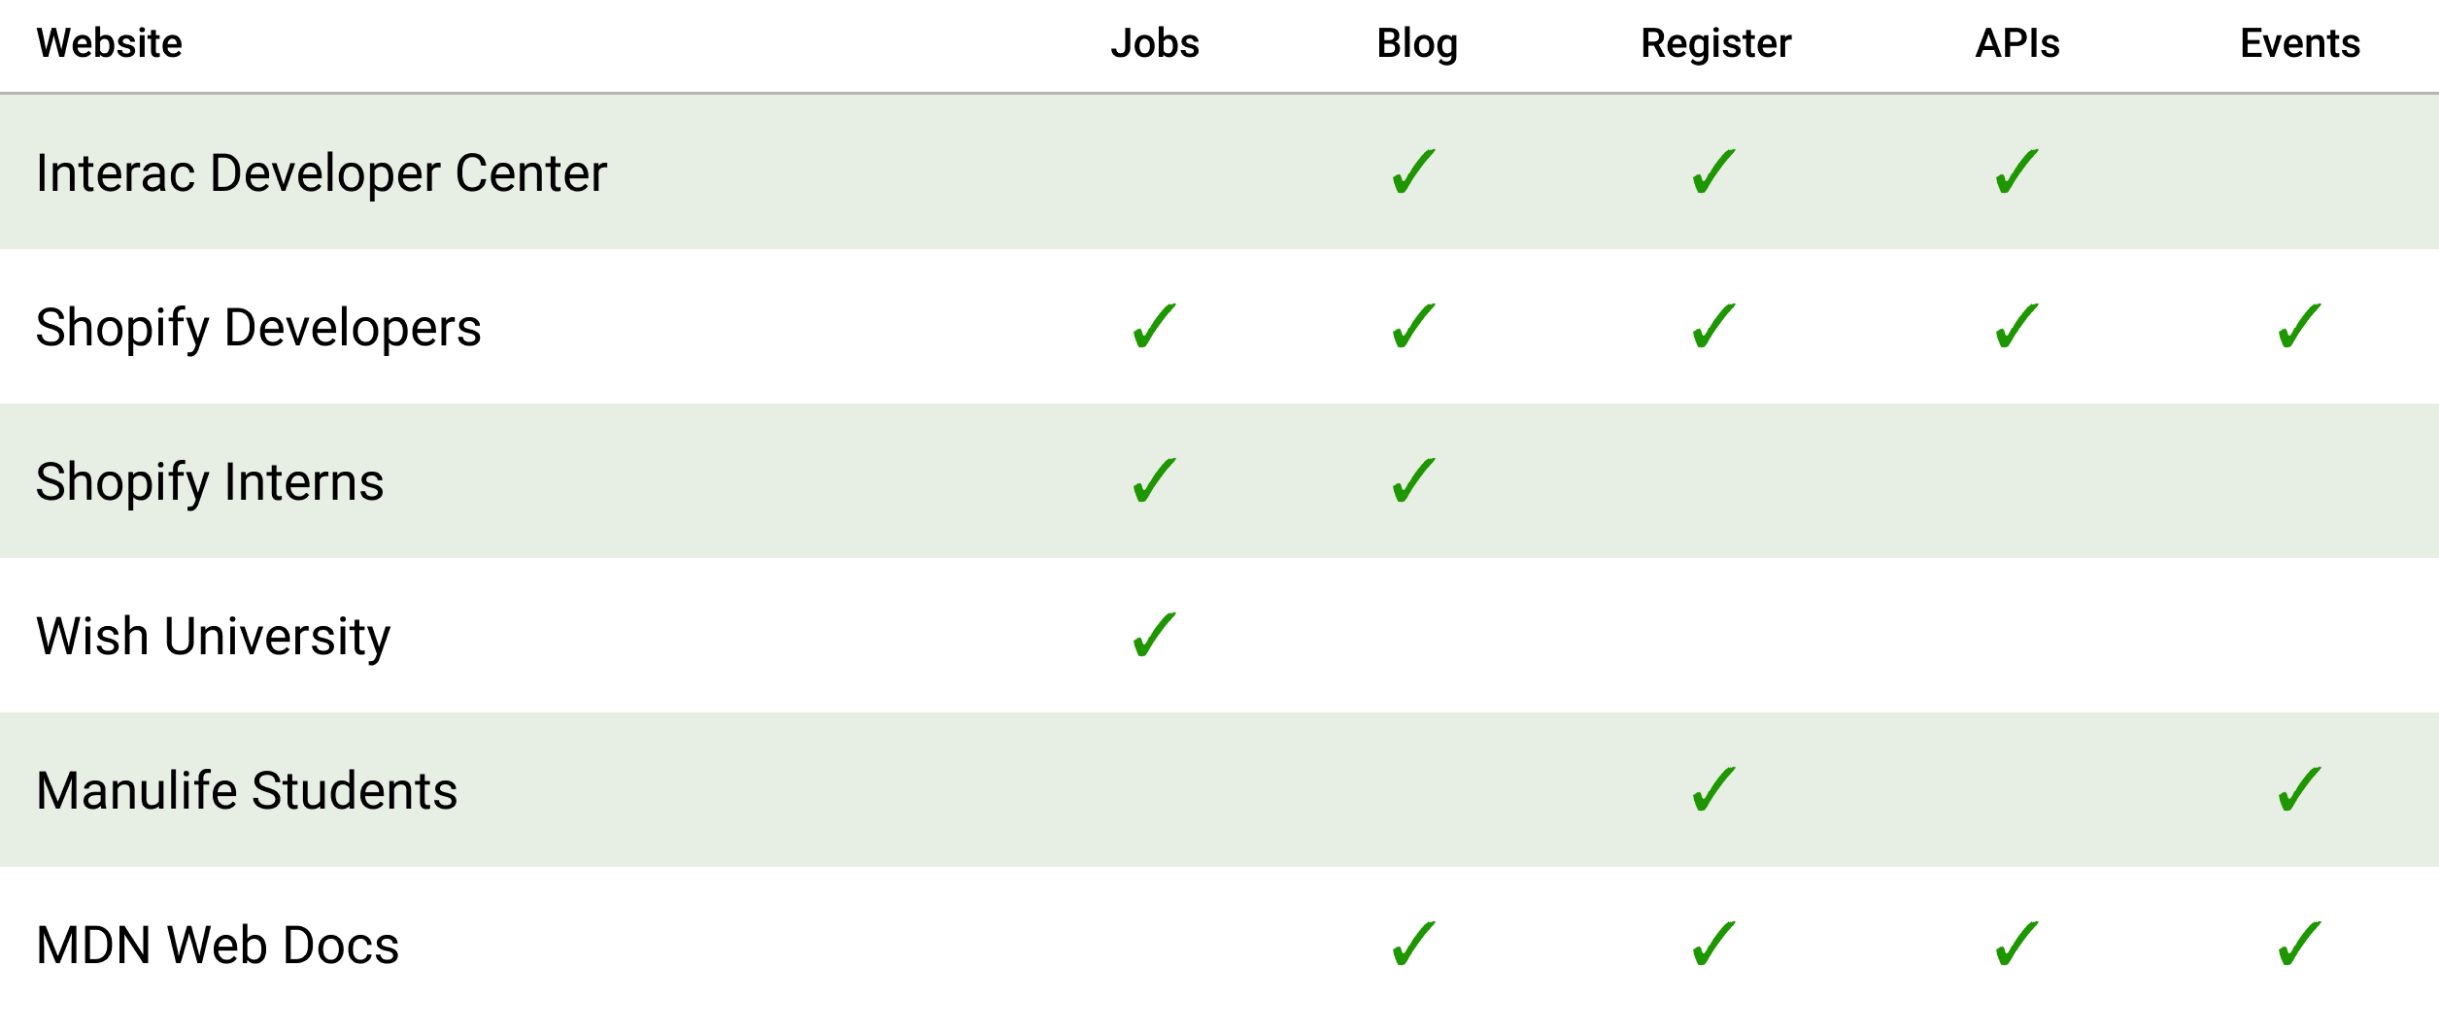 Website Jobs Blog Register APIs Events
Interac Developer Center ✓ ✓ ✓
Shopify Developers ✓ ✓ ✓ ✓ ✓
Shopify Interns ✓ ✓
Wish University ✓
Manulife Students ✓ ✓
MDN Web Docs ✓ ✓ ✓ ✓